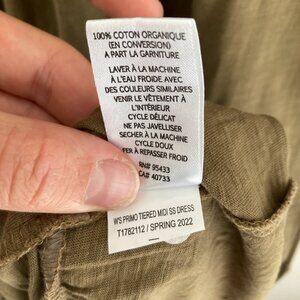 100% COTON ORGANIQUE
(EN CONVERSION)
A PART LA GARNITURE
LAVER À LA MACHINE
À L'EAU FROIDE AVEC
DES COULEURS SIMILAIRES
VENIR LE VÊTEMENT À
L'INTÉRIEUR
CYCLE DÉLICAT
NE PAS JAVELLISER
SECHER À LA MACHINE
CYCLE DOUX
FER À REPASSER FROID
RN# 95433
CA# 40733
W'S PRIMO TIERED MIDI SS DRESS
T1782112 / SPRING 2022